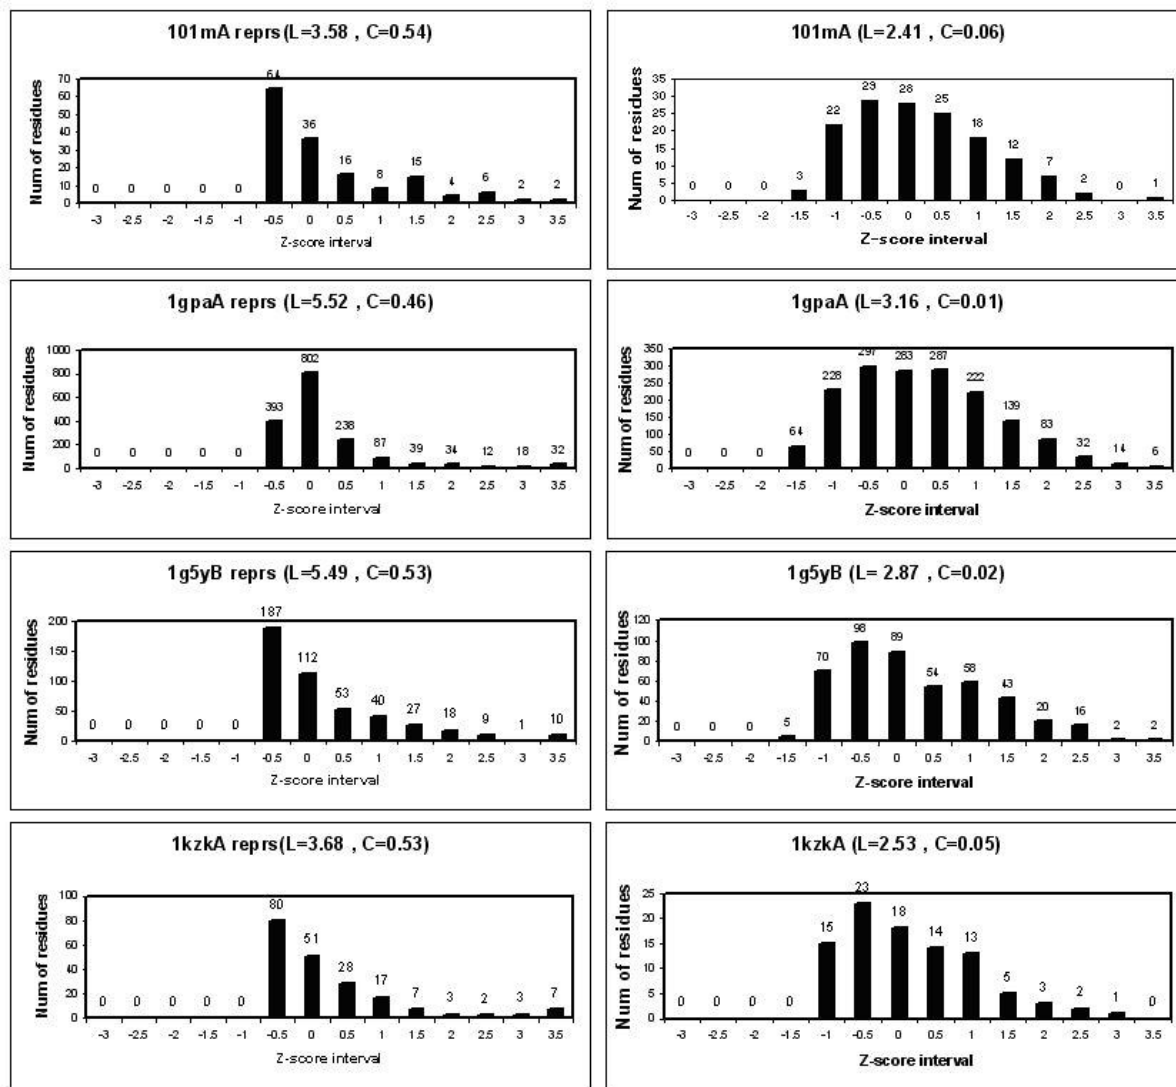 101mA reprs(L=3.58 , C=0.54)
Num of residues
70
60
50
40
30
20
10
0
0 0 0 0 0 64 36 16 8 15 4 6 2 2
-3 -2.5 -2 -1.5 -1 -0.5 0 0.5 1 1.5 2 2.5 3 3.5
Z-score interval
101mA (L=2.41 , C=0.06)
Num of residues
35
30
25
20
15
10
5
0
0 0 0 3 22 29 28 25 18 12 7 2 0 1
-3 -2.5 -2 -1.5 -1 -0.5 0 0.5 1 1.5 2 2.5 3 3.5
Z-score interval
1gpaA reprs (L=5.52 , C=0.46)
Num of residues
1000
800
600
400
200
0
0 0 0 0 0 393 802 238 87 39 34 12 18 32
-3 -2.5 -2 -1.5 -1 -0.5 0 0.5 1 1.5 2 2.5 3 3.5
Z-score interval
1gpaA (L=3.16 , C=0.01)
Num of residues
350
300
250
200
150
100
50
0
0 0 0 64 228 297 283 287 222 139 83 32 14 6
-3 -2.5 -2 -1.5 -1 -0.5 0 0.5 1 1.5 2 2.5 3 3.5
Z-score interval
1g5yB reprs (L=5.49 , C=0.53)
Num of residues
200
150
100
50
0
0 0 0 0 0 187 112 53 40 27 18 9 1 10
-3 -2.5 -2 -1.5 -1 -0.5 0 0.5 1 1.5 2 2.5 3 3.5
Z-score interval
1g5yB (L= 2.87 , C=0.02)
Num of residues
120
100
80
60
40
20
0
0 0 0 5 70 98 89 54 58 43 20 16 2 2
-3 -2.5 -2 -1.5 -1 -0.5 0 0.5 1 1.5 2 2.5 3 3.5
Z-score interval
1kzkA reprs(L=3.68 , C=0.53)
Num of residues
100
80
60
40
20
0
0 0 0 0 0 80 51 28 17 7 3 2 3 7
-3 -2.5 -2 -1.5 -1 -0.5 0 0.5 1 1.5 2 2.5 3 3.5
Z-score interval
1kzkA (L=2.53 , C=0.05)
Num of residues
25
20
15
10
5
0
0 0 0 0 15 23 18 14 13 5 3 2 1 0
-3 -2.5 -2 -1.5 -1 -0.5 0 0.5 1 1.5 2 2.5 3 3.5
Z-score interval